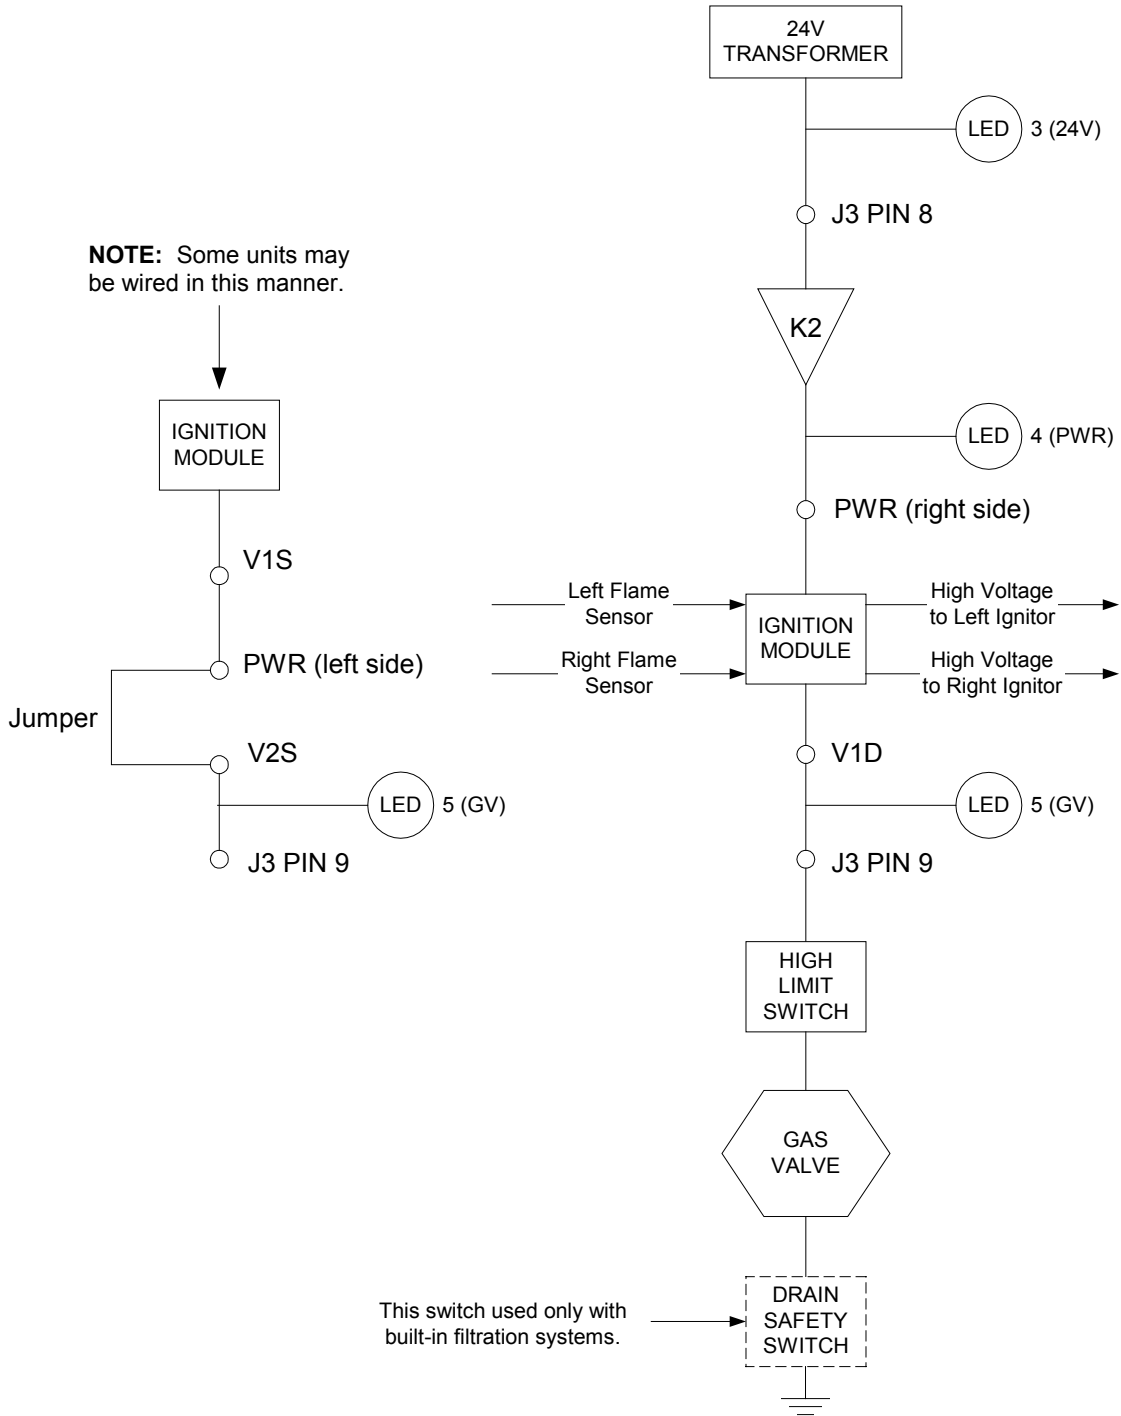 24V
TRANSFORMER
LED 3 (24V)
J3 PIN 8
K2
LED 4 (PWR)
PWR (right side)
Left Flame
Sensor
Right Flame
Sensor
IGNITION
MODULE
High Voltage
to Left Ignitor
High Voltage
to Right Ignitor
V1D
LED 5 (GV)
J3 PIN 9
HIGH
LIMIT
SWITCH
GAS
VALVE
DRAIN
SAFETY
SWITCH
This switch used only with
built-in filtration systems.
NOTE: Some units may
be wired in this manner.
IGNITION
MODULE
V1S
PWR (left side)
Jumper
V2S
LED 5 (GV)
J3 PIN 9